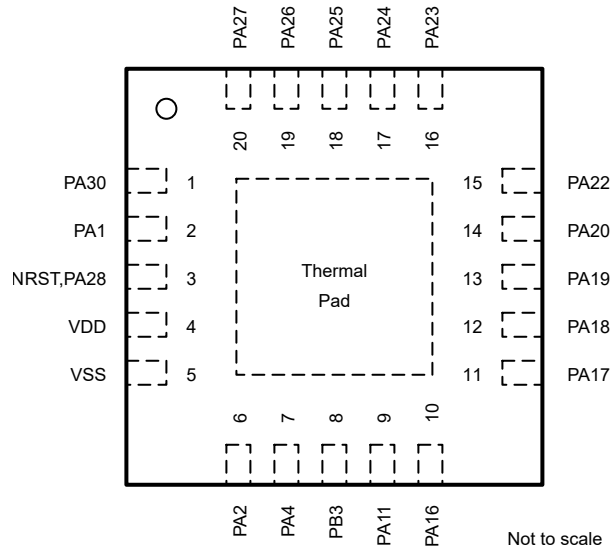 PA27
PA26
PA25
PA24
PA23
20
19
18
17
16
PA30
1
15
PA22
PA1
2
14
PA20
NRST,PA28
3
13
PA19
Thermal
Pad
VDD
4
12
PA18
VSS
5
11
PA17
6
7
8
9
10
PA2
PA4
PB3
PA11
PA16
Not to scale